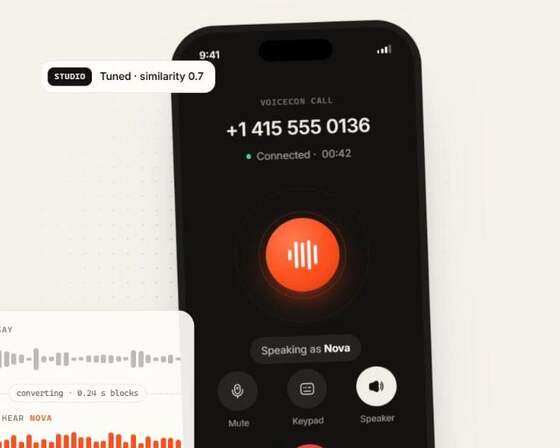 9:41
STUDIO Tuned · similarity 0.7
VOICECON CALL
+1 415 555 0136
Connected · 00:42
Speaking as Nova
Mute Keypad Speaker
converting · 0.24 s blocks
HEAR NOVA